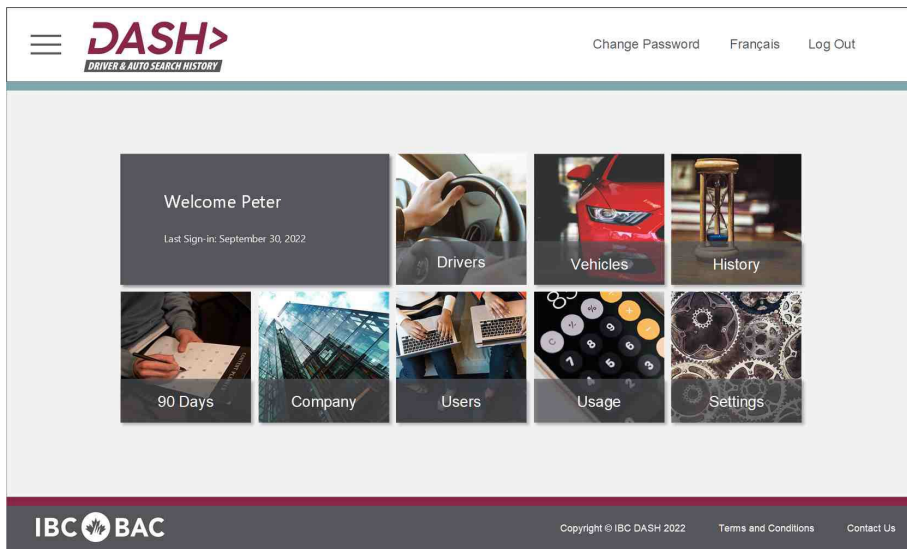 DASH>
DRIVER & AUTO SEARCH HISTORY
Change Password Français Log Out
Welcome Peter
Last Sign-in: September 30, 2022
Drivers
Vehicles
History
90 Days
Company
Users
Usage
Settings
IBC BAC
Copyright © IBC DASH 2022 Terms and Conditions Contact Us